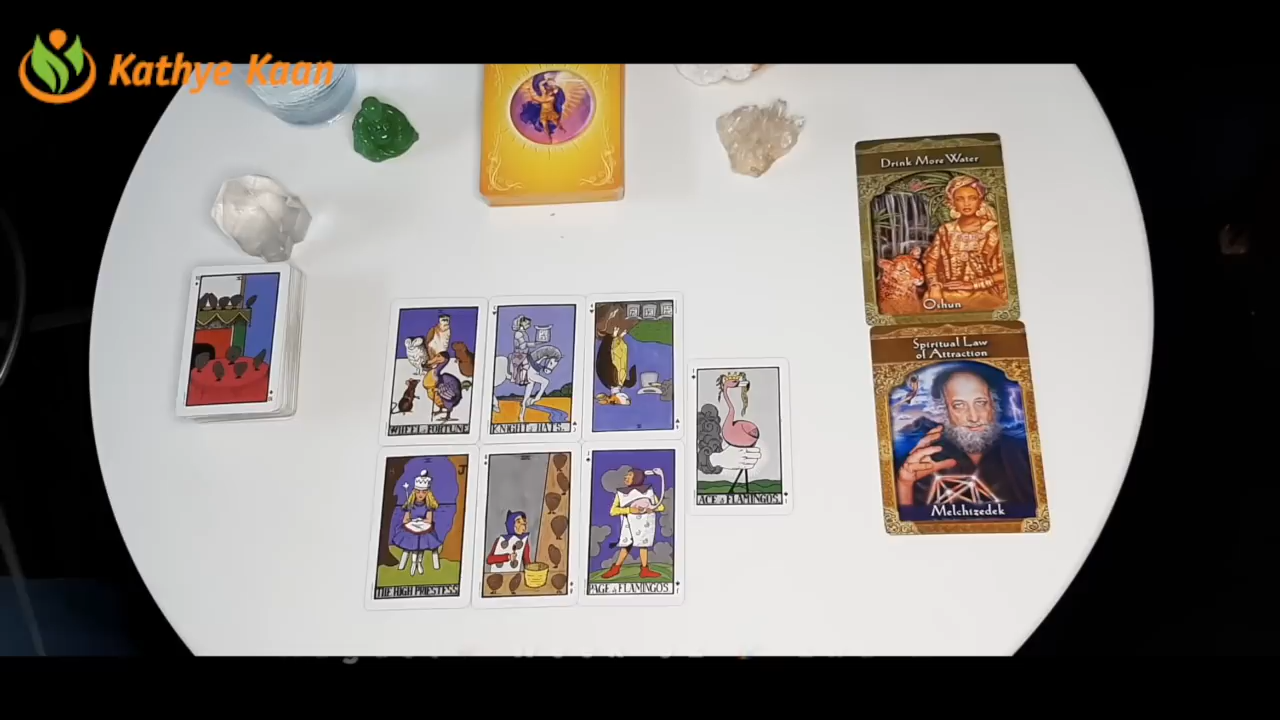 Kathye Kaan
Drink More Water
Oshun
Spiritual Law
of Attraction
Melchizedek
WHEEL of FORTUNE
KNIGHT of HATS.
ACE of FLAMINGOS.
THE HIGH PRIESTESS
PAGE of FLAMINGOS